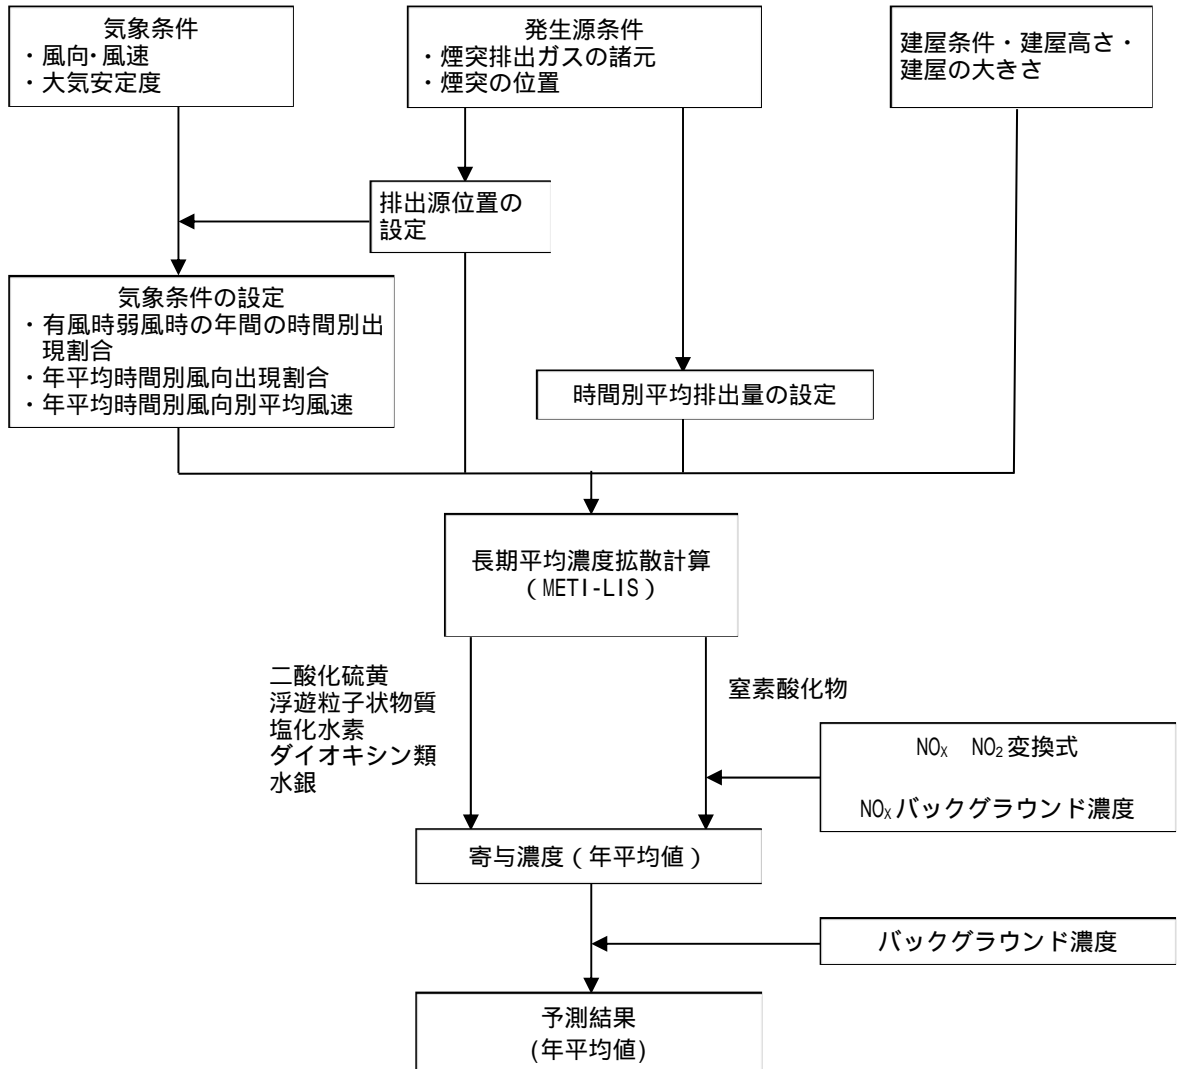 気象条件
・風向・風速
・大気安定度
発生源条件
・煙突排出ガスの諸元
・煙突の位置
建屋条件・建屋高さ・
建屋の大きさ
排出源位置の
設定
気象条件の設定
・有風時弱風時の年間の時間別出
現割合
・年平均時間別風向出現割合
・年平均時間別風向別平均風速
時間別平均排出量の設定
長期平均濃度拡散計算
（METI-LIS）
二酸化硫黄
浮遊粒子状物質
塩化水素
ダイオキシン類
水銀
窒素酸化物
NOX　NO2変換式
NOXバックグラウンド濃度
寄与濃度（年平均値）
バックグラウンド濃度
予測結果
(年平均値)